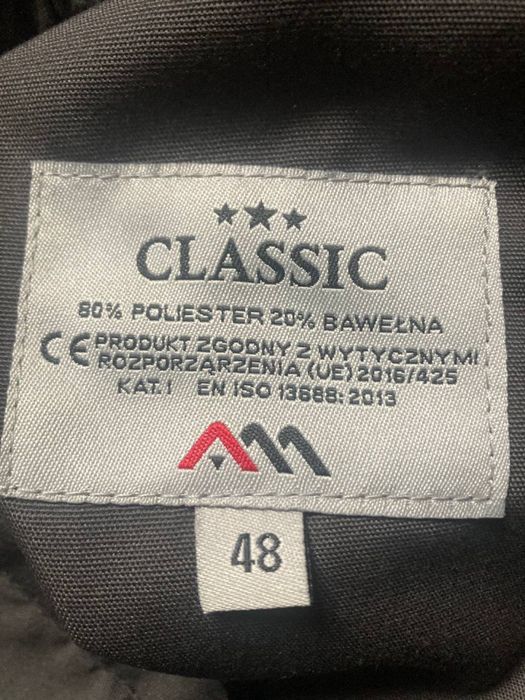 CLASSIC
80% POLIESTER 20% BAWEŁNA
CE PRODUKT ZGODNY Z WYTYCZNYMI
ROZPORZĄRZENIA (UE) 2016/425
KAT. I EN ISO 13688: 2013
AM
48